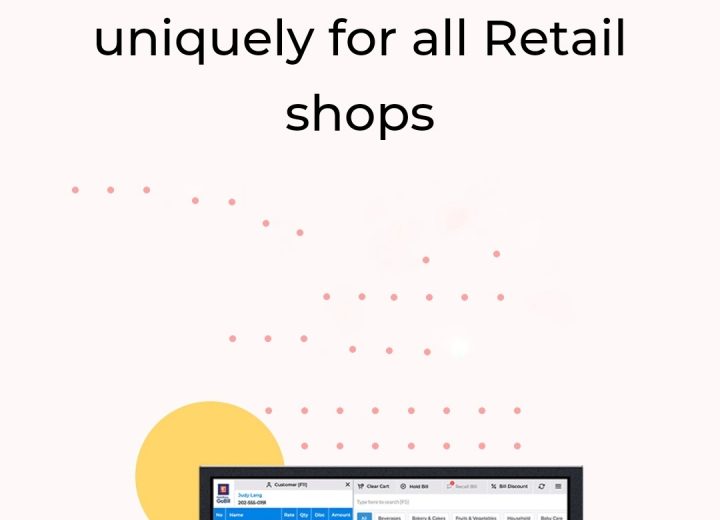 uniquely for all Retail
shops
Customer [F11] ✕
Clear Cart Hold Bill Recall Bill Bill Discount
GoBill
Judy Lang
202-555-0191
Type here to search [F3]
No Name Rate Qty Disc Amount
All Beverages Bakery & Cakes Fruits & Vegetables Household Baby Care